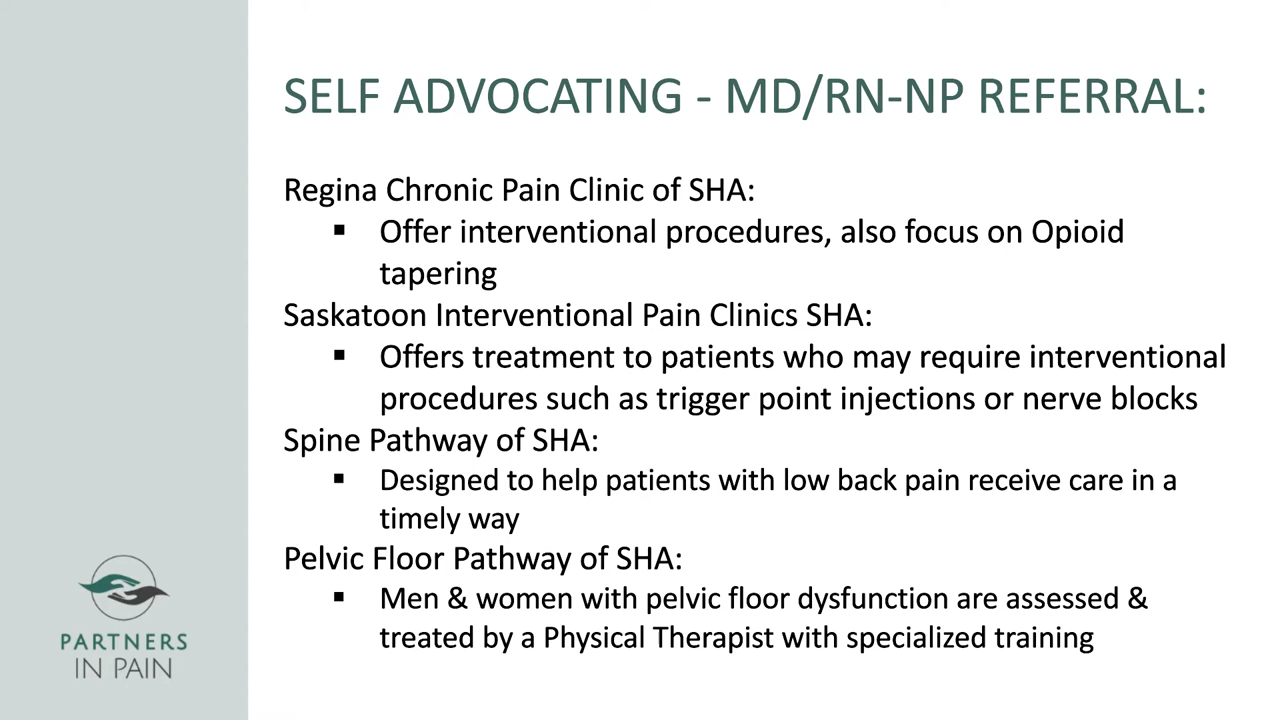 SELF ADVOCATING - MD/RN-NP REFERRAL:
Regina Chronic Pain Clinic of SHA:
▪ Offer interventional procedures, also focus on Opioid
tapering
Saskatoon Interventional Pain Clinics SHA:
▪ Offers treatment to patients who may require interventional
procedures such as trigger point injections or nerve blocks
Spine Pathway of SHA:
▪ Designed to help patients with low back pain receive care in a
timely way
Pelvic Floor Pathway of SHA:
▪ Men & women with pelvic floor dysfunction are assessed &
treated by a Physical Therapist with specialized training
PARTNERS
IN PAIN